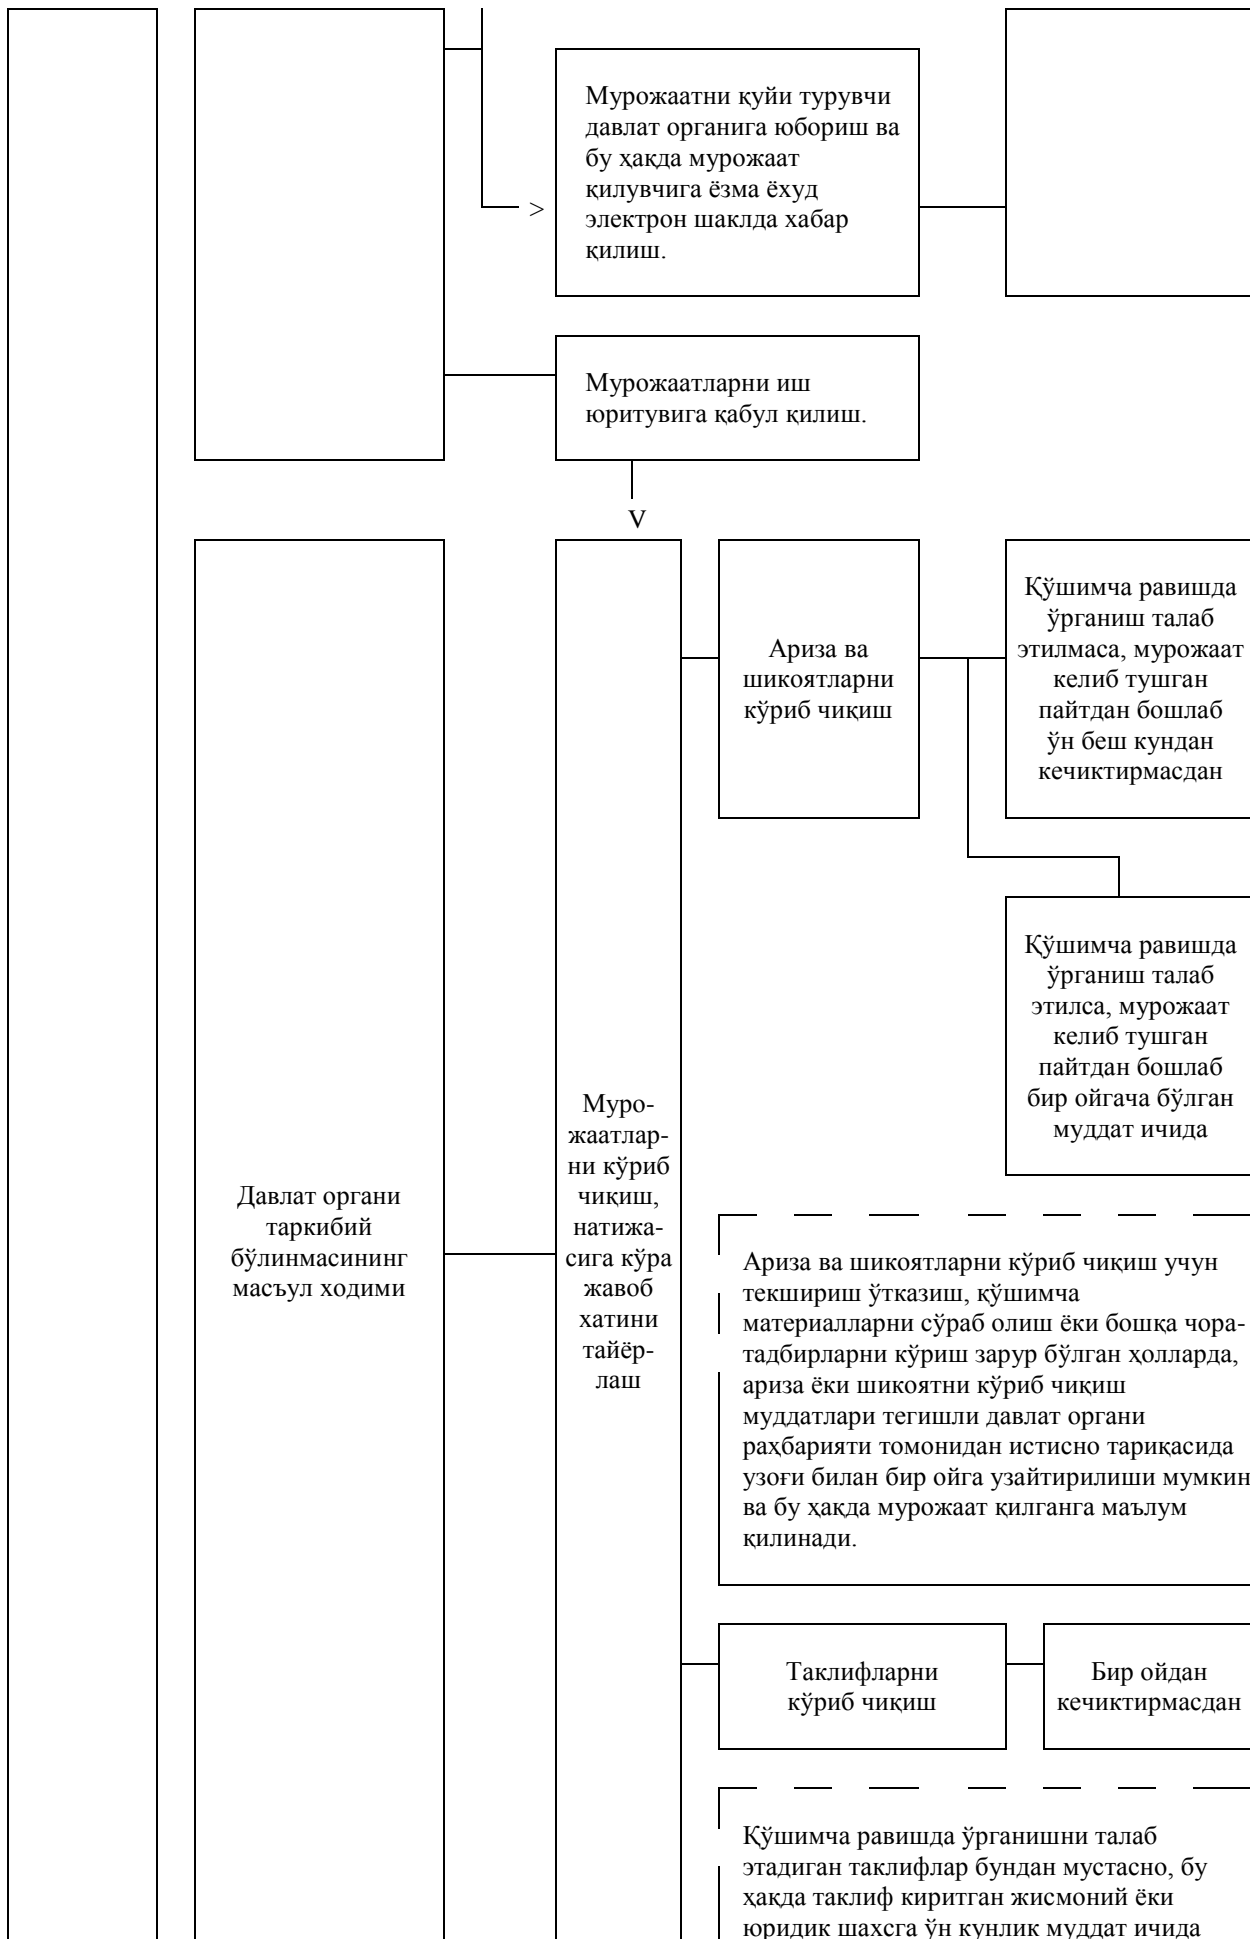 Мурожаатни қуйи турувчи
давлат органига юбориш ва
бу ҳақда мурожаат
қилувчига ёзма ёхуд
электрон шаклда хабар
қилиш.
>
Мурожаатларни иш
юритувига қабул қилиш.
V
Давлат органи
таркибий
бўлинмасининг
масъул ходими
Муро-
жаатлар-
ни кўриб
чиқиш,
натижа-
сига кўра
жавоб
хатини
тайёр-
лаш
Ариза ва
шикоятларни
кўриб чиқиш
Қўшимча равишда
ўрганиш талаб
этилмаса, мурожаат
келиб тушган
пайтдан бошлаб
ўн беш кундан
кечиктирмасдан
Қўшимча равишда
ўрганиш талаб
этилса, мурожаат
келиб тушган
пайтдан бошлаб
бир ойгача бўлган
муддат ичида
Ариза ва шикоятларни кўриб чиқиш учун
текшириш ўтказиш, қўшимча
материалларни сўраб олиш ёки бошқа чора-
тадбирларни кўриш зарур бўлган ҳолларда,
ариза ёки шикоятни кўриб чиқиш
муддатлари тегишли давлат органи
раҳбарияти томонидан истисно тариқасида
узоғи билан бир ойга узайтирилиши мумкин
ва бу ҳақда мурожаат қилганга маълум
қилинади.
Таклифларни
кўриб чиқиш
Бир ойдан
кечиктирмасдан
Қўшимча равишда ўрганишни талаб
этадиган таклифлар бундан мустасно, бу
ҳақда таклиф киритган жисмоний ёки
юридик шахсга ўн кунлик муддат ичида